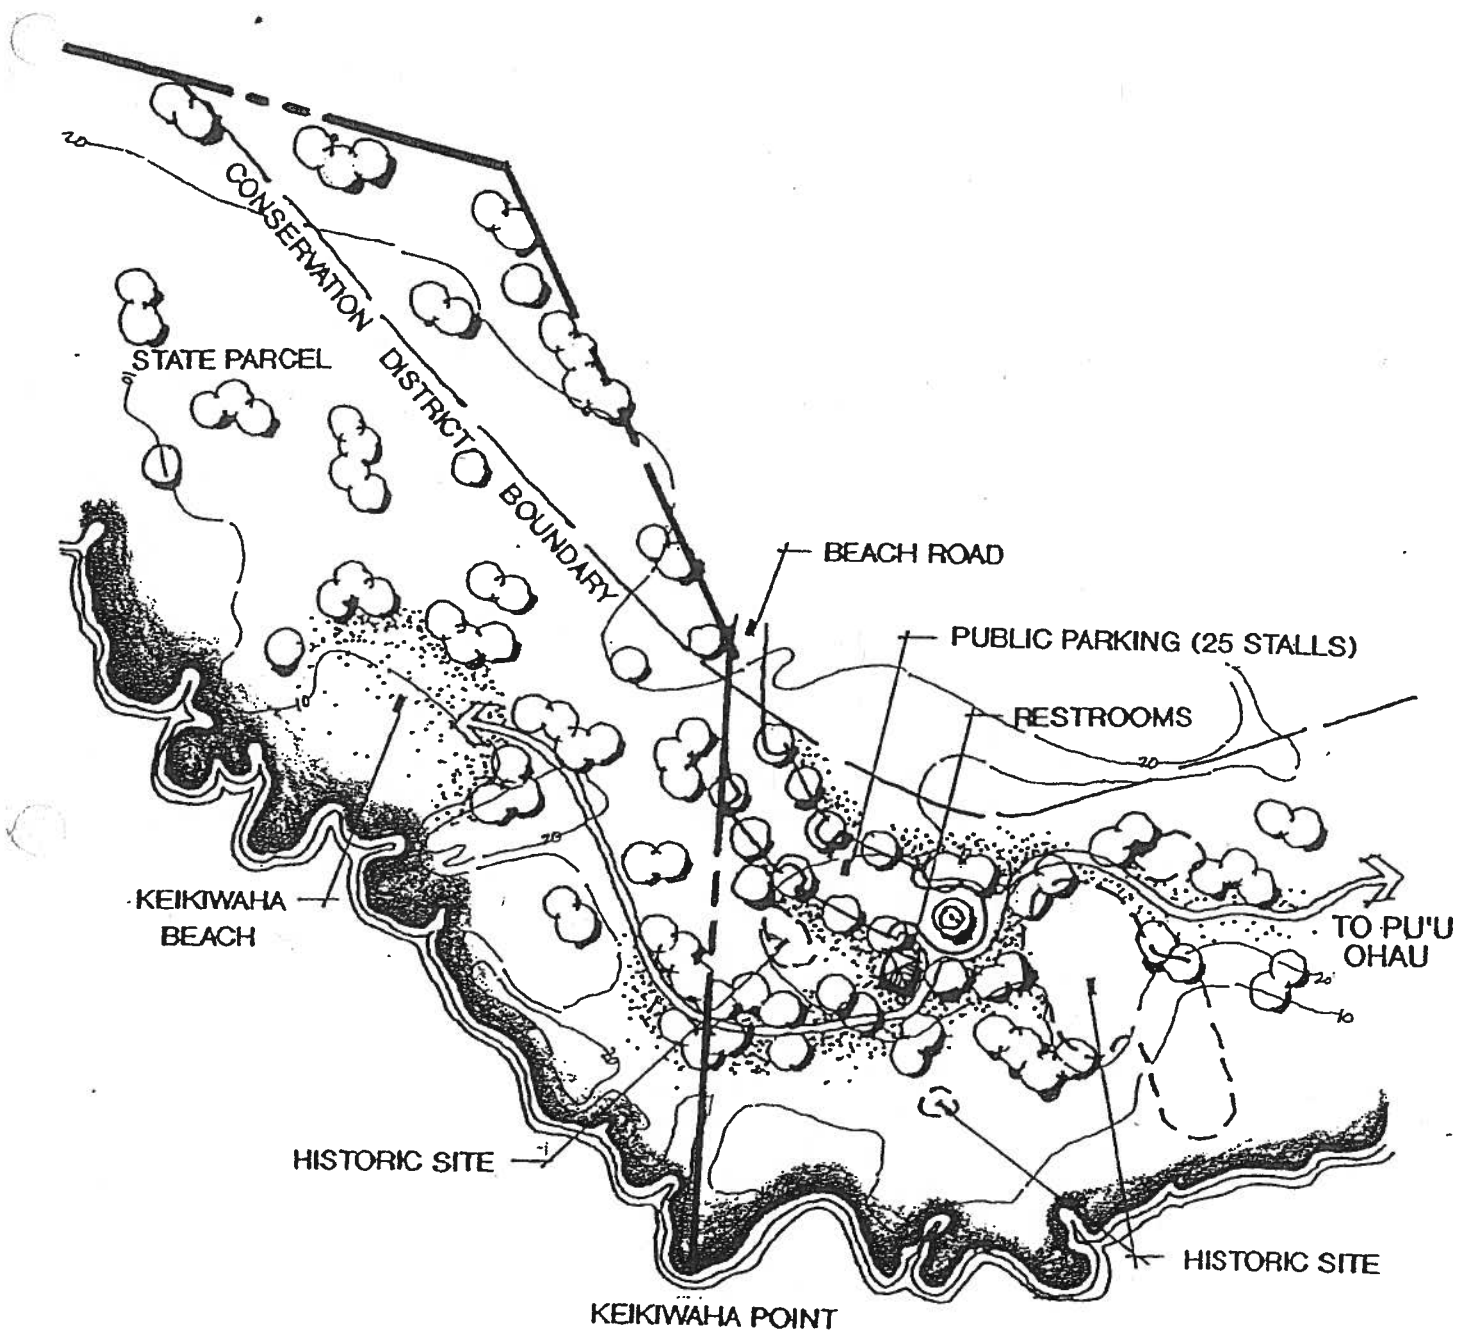 20
CONSERVATION DISTRICT BOUNDARY
STATE PARCEL
10
BEACH ROAD
PUBLIC PARKING (25 STALLS)
10
RESTROOMS
20
20
KEIKIWAHA
BEACH
TO PU'U
OHAU
20
10
HISTORIC SITE
HISTORIC SITE
KEIKIWAHA POINT